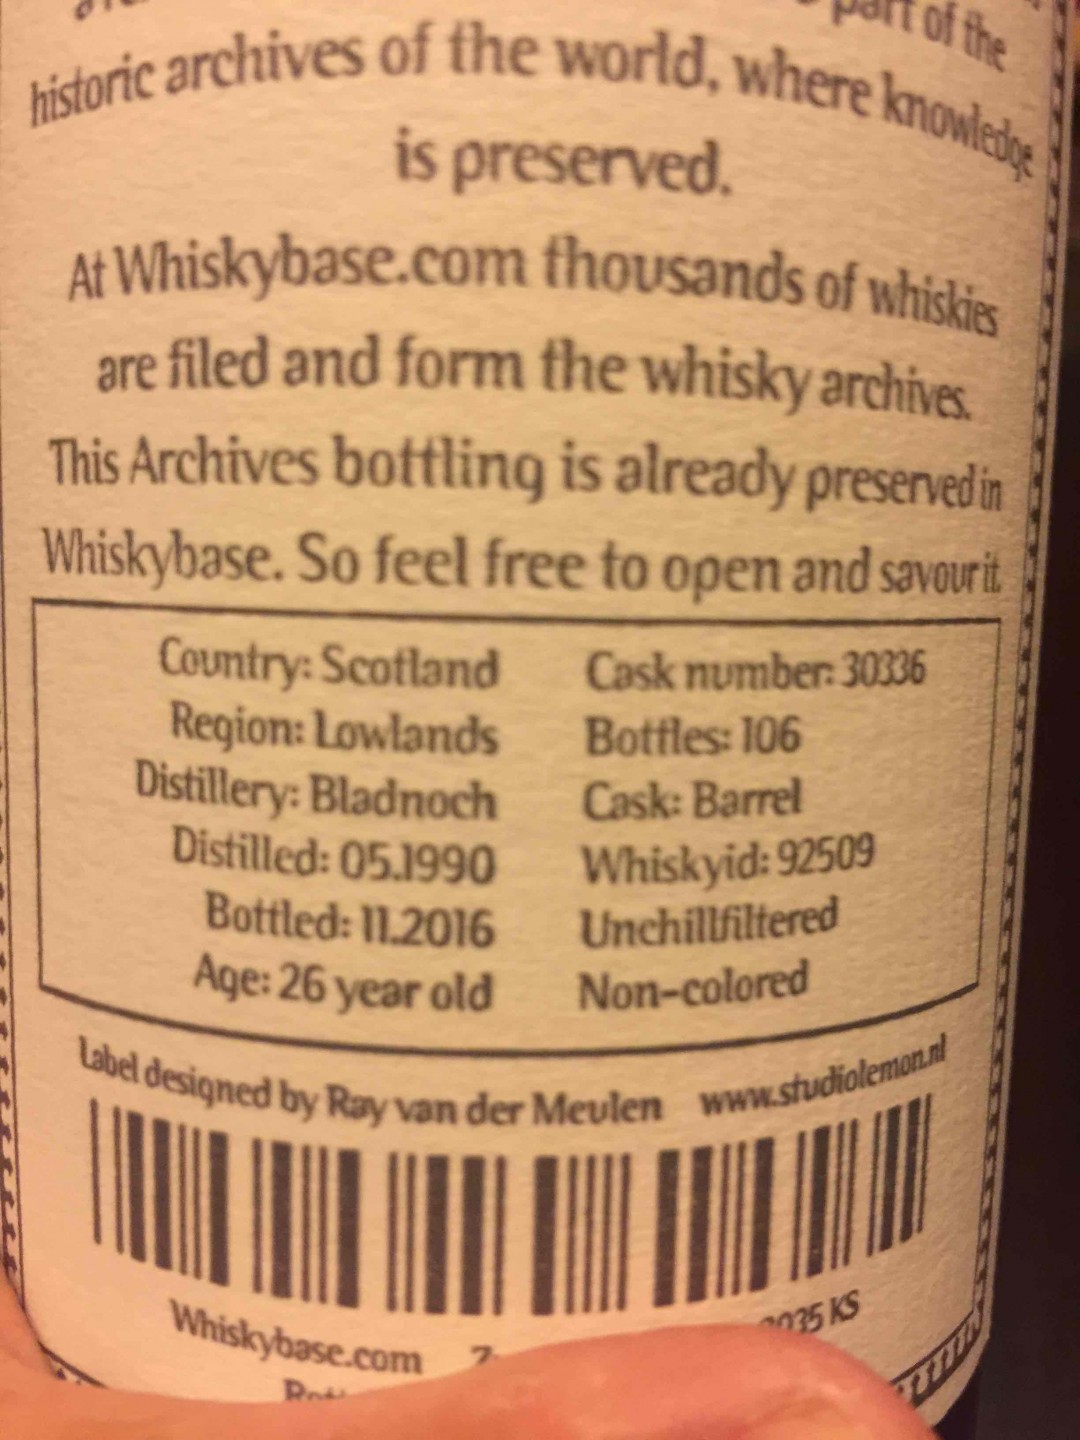 part of the
historic archives of the world, where knowledge
is preserved.
At Whiskybase.com thousands of whiskies
are filed and form the whisky archives.
This Archives bottling is already preserved in
Whiskybase. So feel free to open and savour it.
Country: Scotland
Region: Lowlands
Distillery: Bladnoch
Distilled: 05.1990
Bottled: 11.2016
Age: 26 year old
Cask number: 30336
Bottles: 106
Cask: Barrel
Whiskyid: 92509
Unchillfiltered
Non-colored
Label designed by Ray van der Meulen www.studiolemon.nl
Whiskybase.com KS